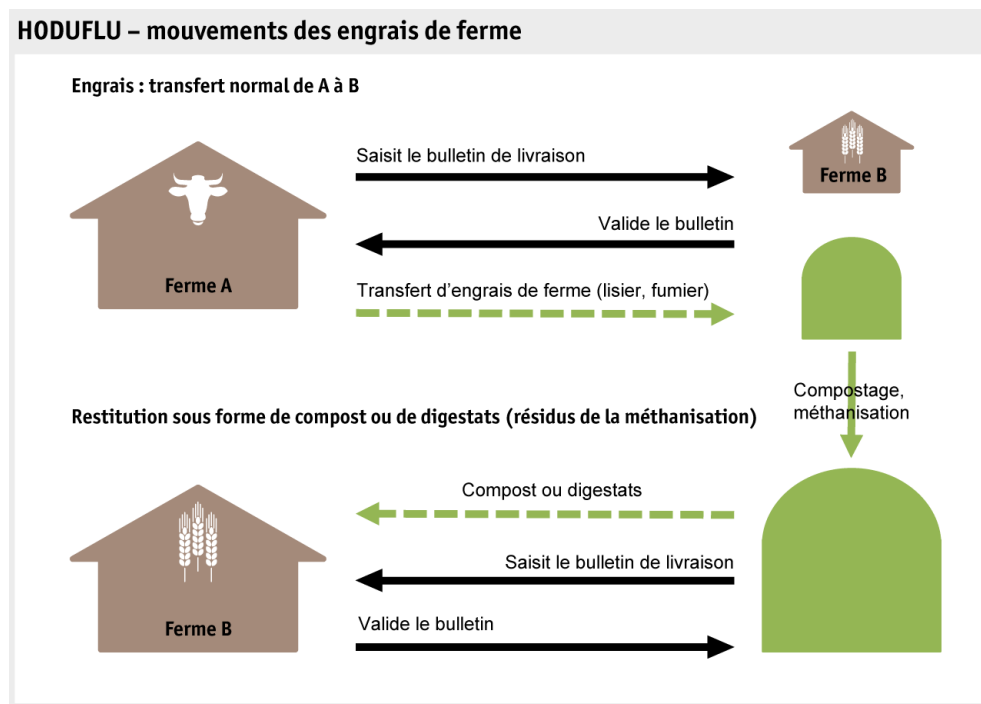 HODUFLU – mouvements des engrais de ferme
Engrais : transfert normal de A à B
Saisit le bulletin de livraison
Ferme B
Valide le bulletin
Ferme A
Transfert d'engrais de ferme (lisier, fumier)
Compostage,
méthanisation
Restitution sous forme de compost ou de digestats (résidus de la méthanisation)
Compost ou digestats
Saisit le bulletin de livraison
Ferme B
Valide le bulletin